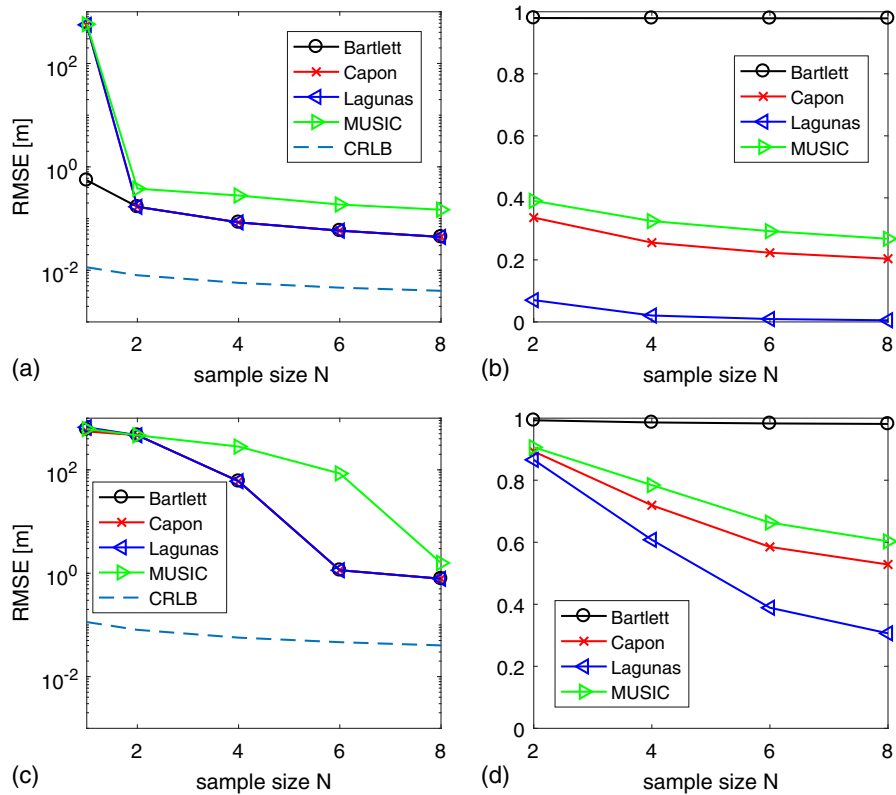 10^2
10^0
10^-2
RMSE [m]
Bartlett
Capon
Lagunas
MUSIC
CRLB
2
4
6
8
sample size N
(a)
1
0.8
0.6
0.4
0.2
0
Bartlett
Capon
Lagunas
MUSIC
2
4
6
8
sample size N
(b)
10^2
10^0
10^-2
RMSE [m]
Bartlett
Capon
Lagunas
MUSIC
CRLB
2
4
6
8
sample size N
(c)
1
0.8
0.6
0.4
0.2
0
Bartlett
Capon
Lagunas
MUSIC
2
4
6
8
sample size N
(d)